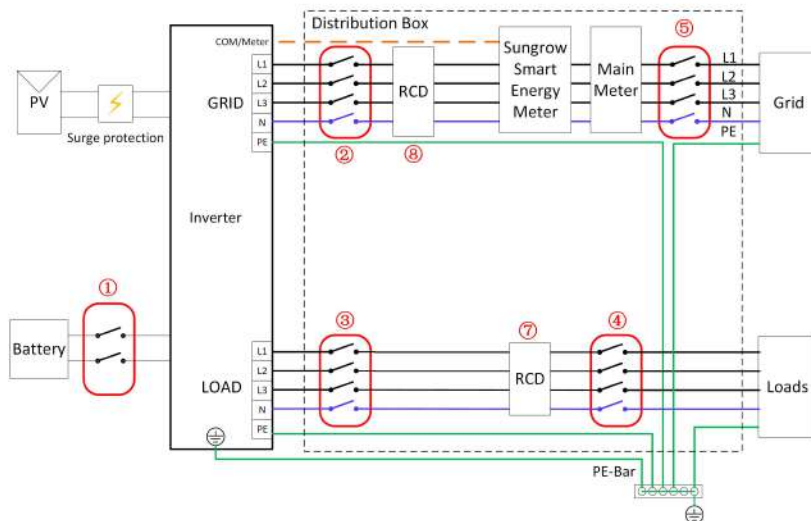 Distribution Box
⑤
COM/Meter
L1
L2
L3
N
PE
GRID
PV
Surge protection
②
RCD
⑧
Sungrow
Smart
Energy
Meter
Main
Meter
L1
L2
L3
N
PE
Grid
Inverter
①
Battery
③
⑦
④
L1
L2
L3
N
PE
LOAD
RCD
Loads
PE-Bar